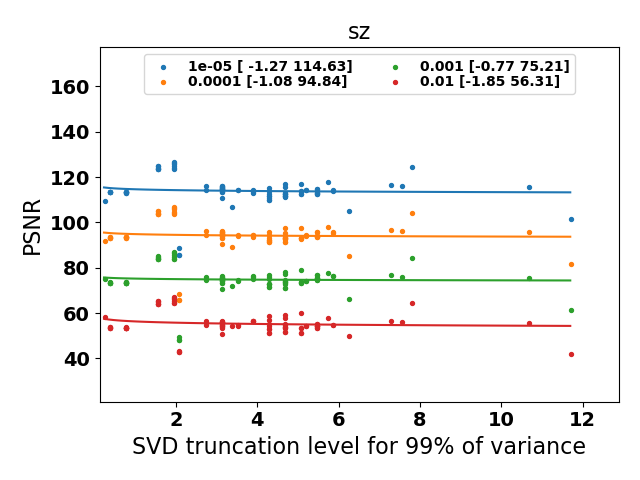 sz
1e-05 [ -1.27 114.63]
0.0001 [-1.08 94.84]
0.001 [-0.77 75.21]
0.01 [-1.85 56.31]
160
140
120
100
80
60
40
PSNR
2 4 6 8 10 12
SVD truncation level for 99% of variance